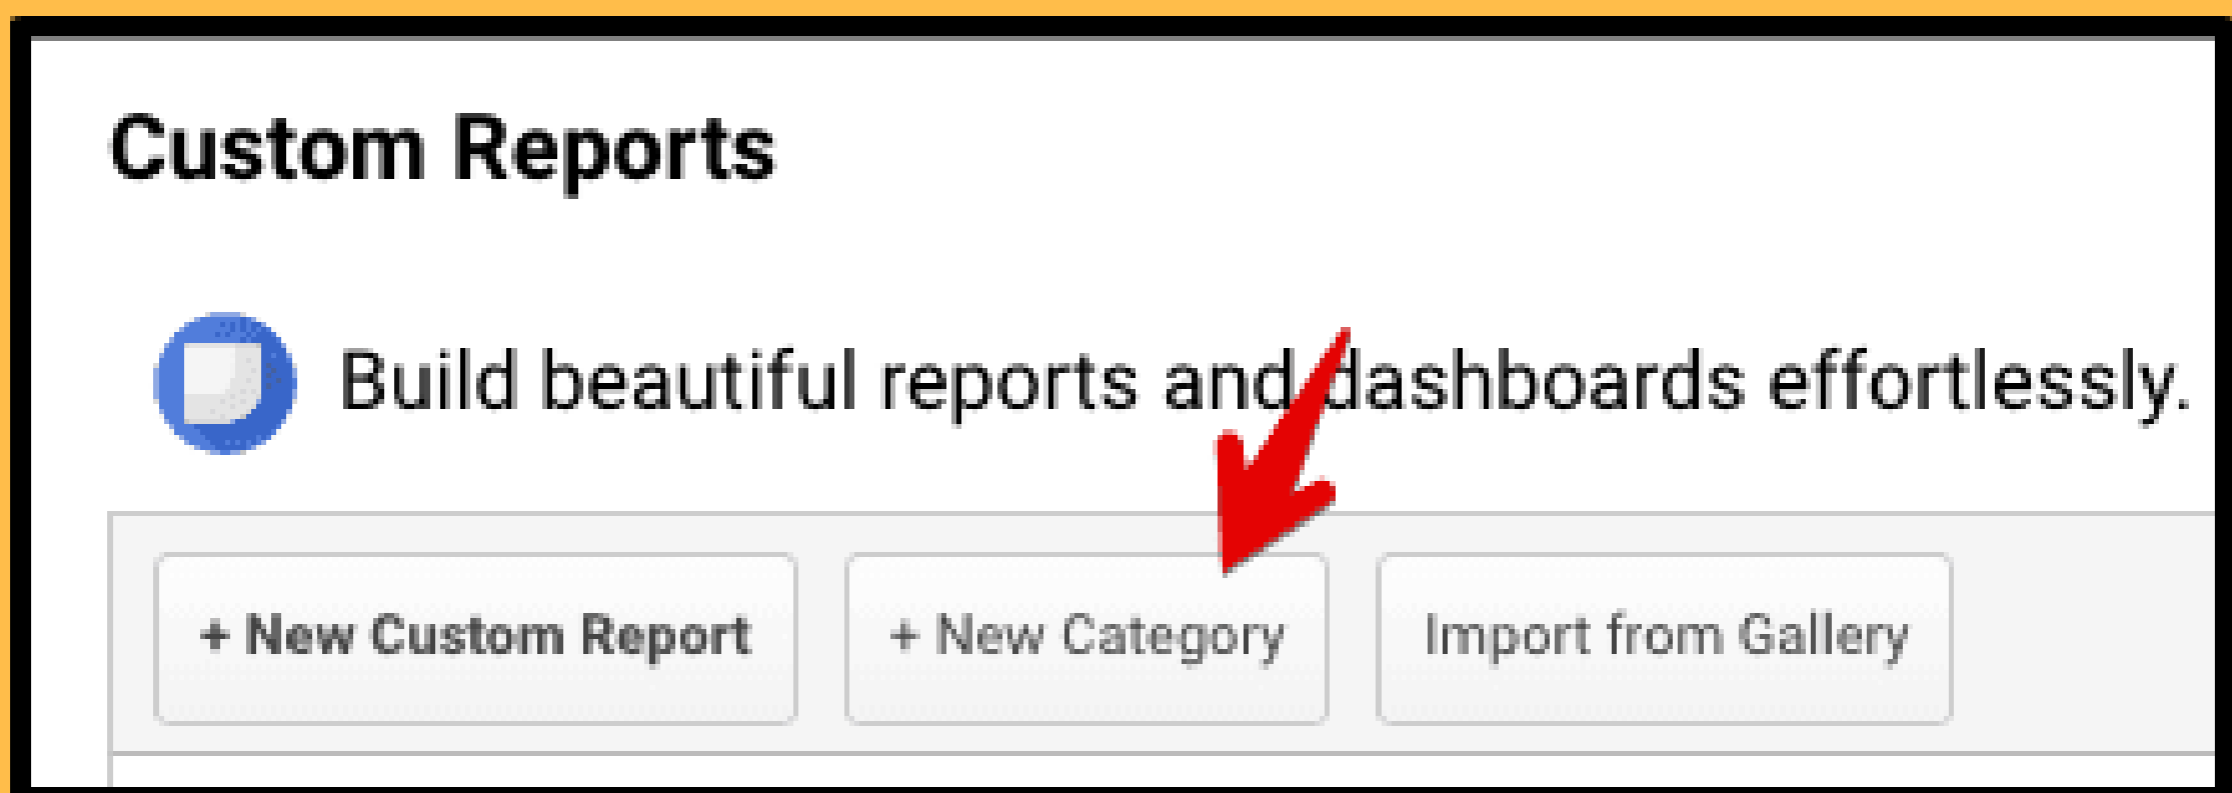 Custom Reports
Build beautiful reports and dashboards effortlessly.
+ New Custom Report + New Category Import from Gallery